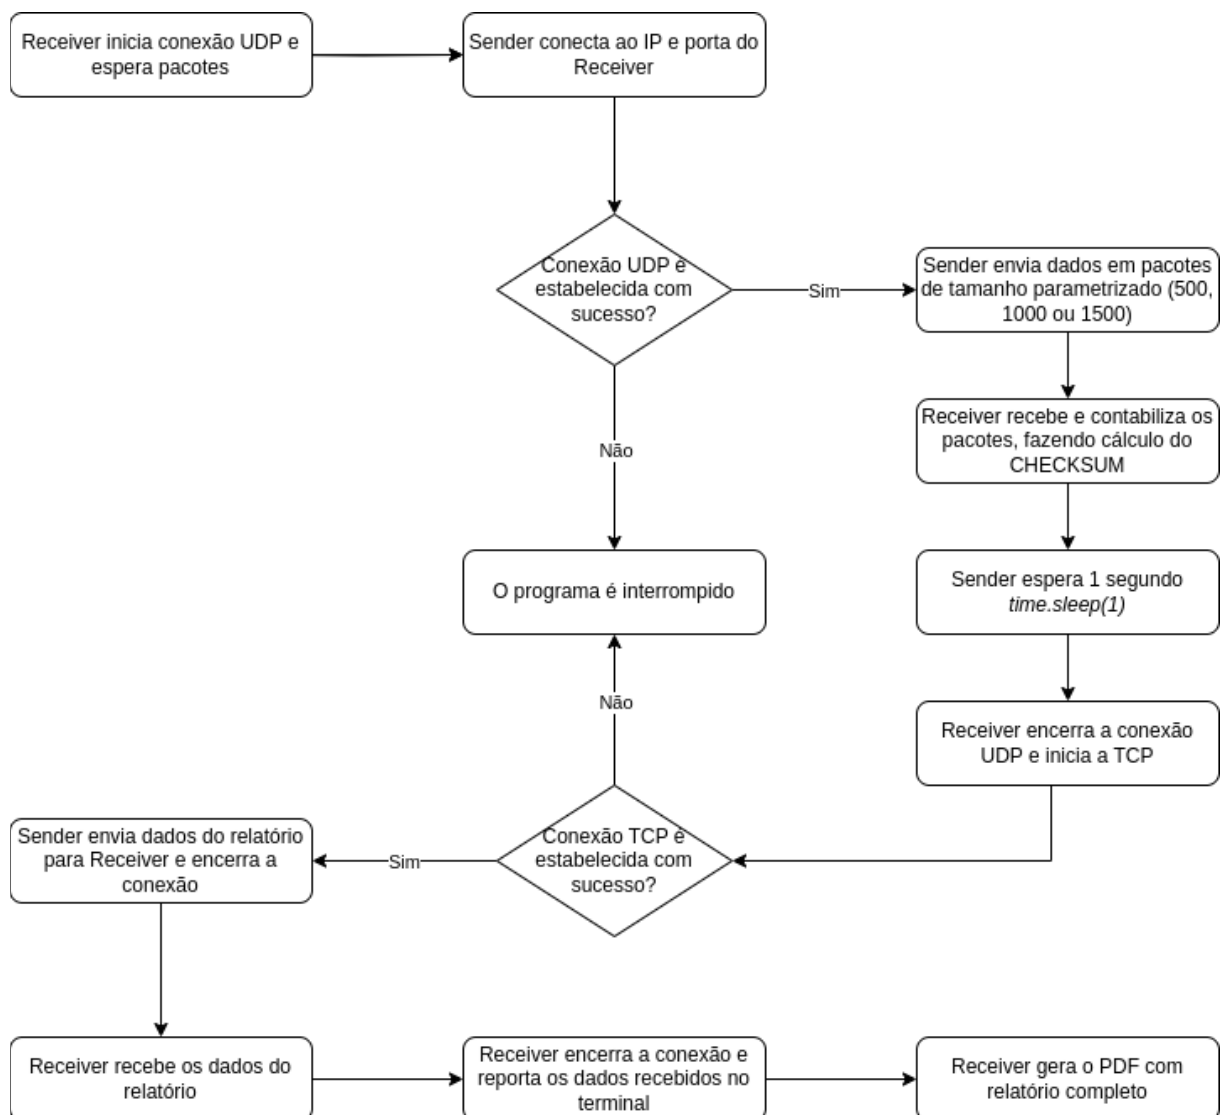 Receiver inicia conexão UDP e
espera pacotes
Sender conecta ao IP e porta do
Receiver
Conexão UDP é
estabelecida com
sucesso?
Sim
Sender envia dados em pacotes
de tamanho parametrizado (500,
1000 ou 1500)
Receiver recebe e contabiliza os
pacotes, fazendo cálculo do
CHECKSUM
Não
Sender espera 1 segundo
time.sleep(1)
O programa é interrompido
Não
Receiver encerra a conexão
UDP e inicia a TCP
Conexão TCP é
estabelecida com
sucesso?
Sim
Sender envia dados do relatório
para Receiver e encerra a
conexão
Receiver recebe os dados do
relatório
Receiver encerra a conexão e
reporta os dados recebidos no
terminal
Receiver gera o PDF com
relatório completo